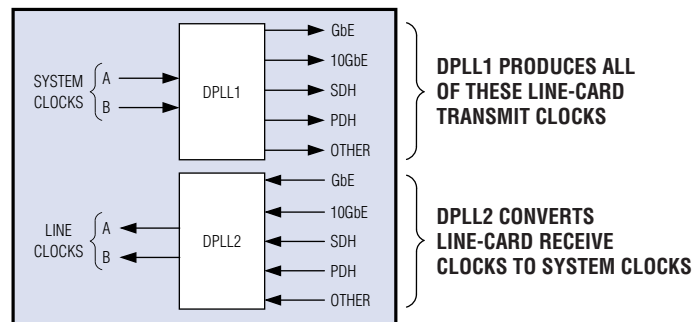 SYSTEM
CLOCKS
A
B
DPLL1
GbE
10GbE
SDH
PDH
OTHER
DPLL1 PRODUCES ALL
OF THESE LINE-CARD
TRANSMIT CLOCKS
LINE
CLOCKS
A
B
DPLL2
GbE
10GbE
SDH
PDH
OTHER
DPLL2 CONVERTS
LINE-CARD RECEIVE
CLOCKS TO SYSTEM CLOCKS